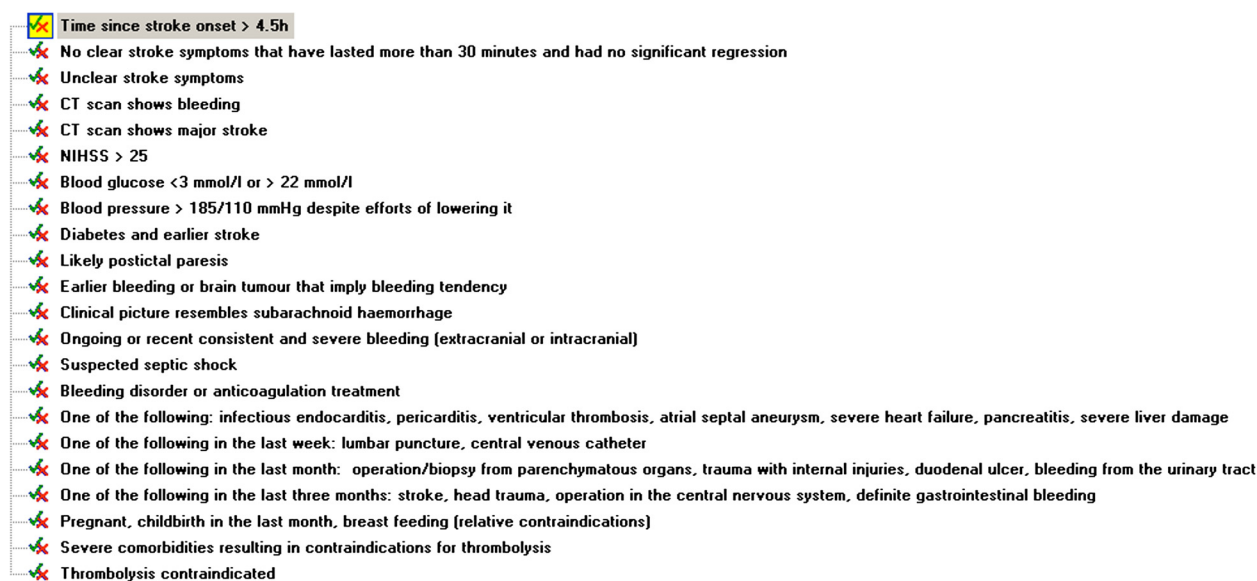 Time since stroke onset > 4.5h
No clear stroke symptoms that have lasted more than 30 minutes and had no significant regression
Unclear stroke symptoms
CT scan shows bleeding
CT scan shows major stroke
NIHSS > 25
Blood glucose <3 mmol/l or > 22 mmol/l
Blood pressure > 185/110 mmHg despite efforts of lowering it
Diabetes and earlier stroke
Likely postictal paresis
Earlier bleeding or brain tumour that imply bleeding tendency
Clinical picture resembles subarachnoid haemorrhage
Ongoing or recent consistent and severe bleeding (extracranial or intracranial)
Suspected septic shock
Bleeding disorder or anticoagulation treatment
One of the following: infectious endocarditis, pericarditis, ventricular thrombosis, atrial septal aneurysm, severe heart failure, pancreatitis, severe liver damage
One of the following in the last week: lumbar puncture, central venous catheter
One of the following in the last month:  operation/biopsy from parenchymatous organs, trauma with internal injuries, duodenal ulcer, bleeding from the urinary tract
One of the following in the last three months: stroke, head trauma, operation in the central nervous system, definite gastrointestinal bleeding
Pregnant, childbirth in the last month, breast feeding (relative contraindications)
Severe comorbidities resulting in contraindications for thrombolysis
Thrombolysis contraindicated